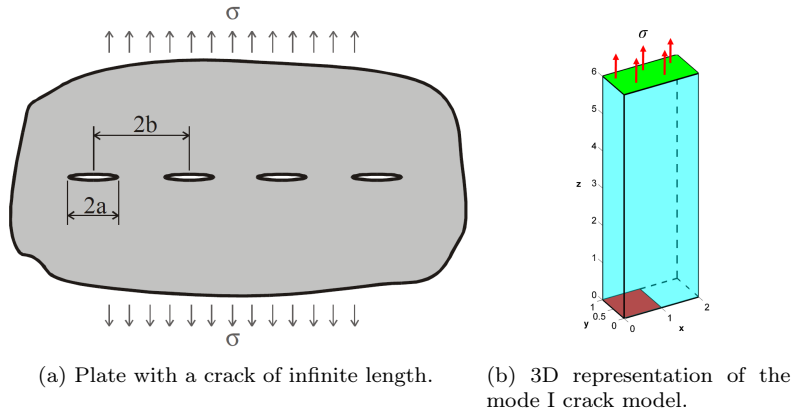 σ
2b
2a
σ
(a) Plate with a crack of infinite length.
σ
6
5
4
z
3
2
1
0
1
0.5
y
0
0
1
x
2
(b) 3D representation of the
mode I crack model.